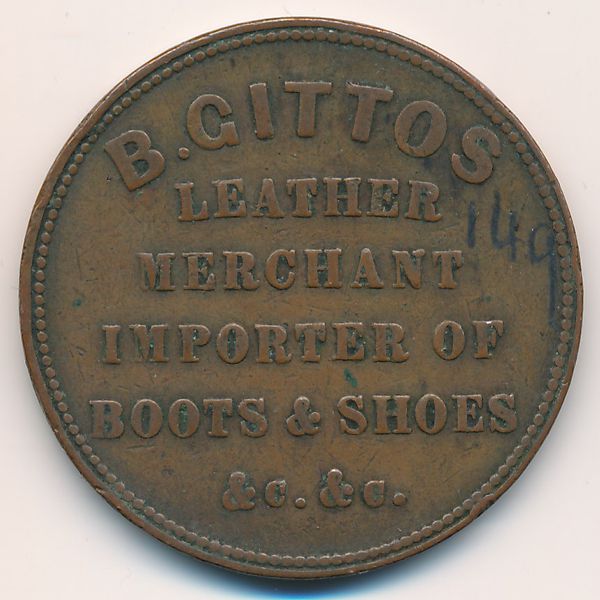 B. GITTOS
LEATHER
MERCHANT
IMPORTER OF
BOOTS & SHOES
&c. &c.
149